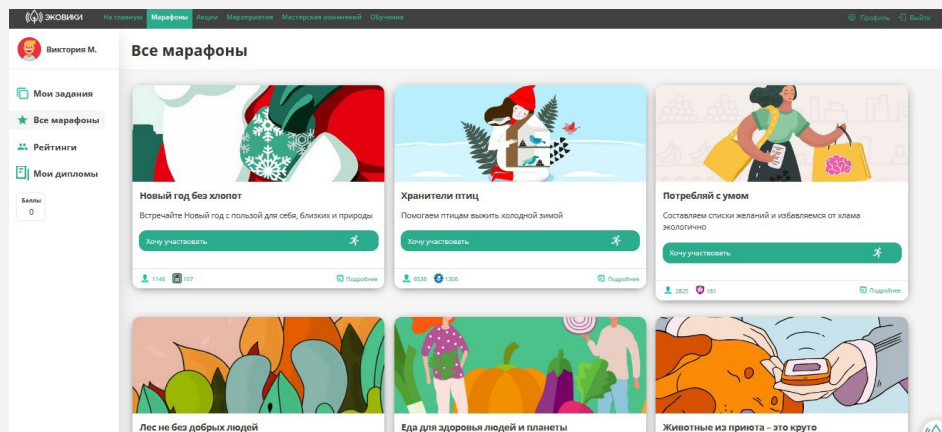 ЭКОВИКИ На главную Марафоны Акции Мероприятия Мастерская изменений Обучение Профиль Выйти
Виктория М.
Все марафоны
Мои задания
Все марафоны
Рейтинги
Мои дипломы
Баллы
0
Новый год без хлопот
Встречайте Новый год с пользой для себя, близких и природы
Хочу участвовать
1146 107 Подробнее
Хранители птиц
Помогаем птицам выжить холодной зимой
Хочу участвовать
6536 1306 Подробнее
Потребляй с умом
Составляем списки желаний и избавляемся от хлама
экологично
Хочу участвовать
2825 161 Подробнее
Лес не без добрых людей
Еда для здоровья людей и планеты
Животные из приюта – это круто